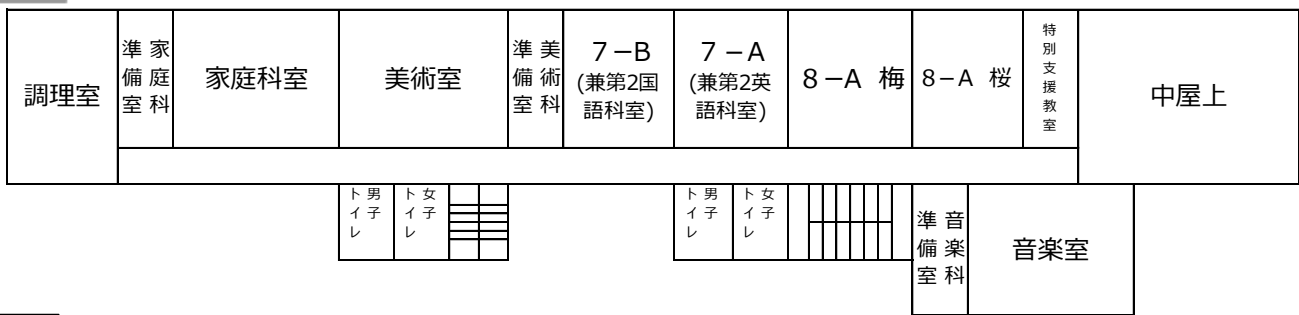 調理室
家庭科
準備室
家庭科室
美術室
美術科
準備室
7－B
(兼第2国
語科室)
7－A
(兼第2英
語科室)
8－A 梅
8－A 桜
特別支援教室
中屋上
男子
トイレ
女子
トイレ
男子
トイレ
女子
トイレ
音楽科
準備室
音楽室